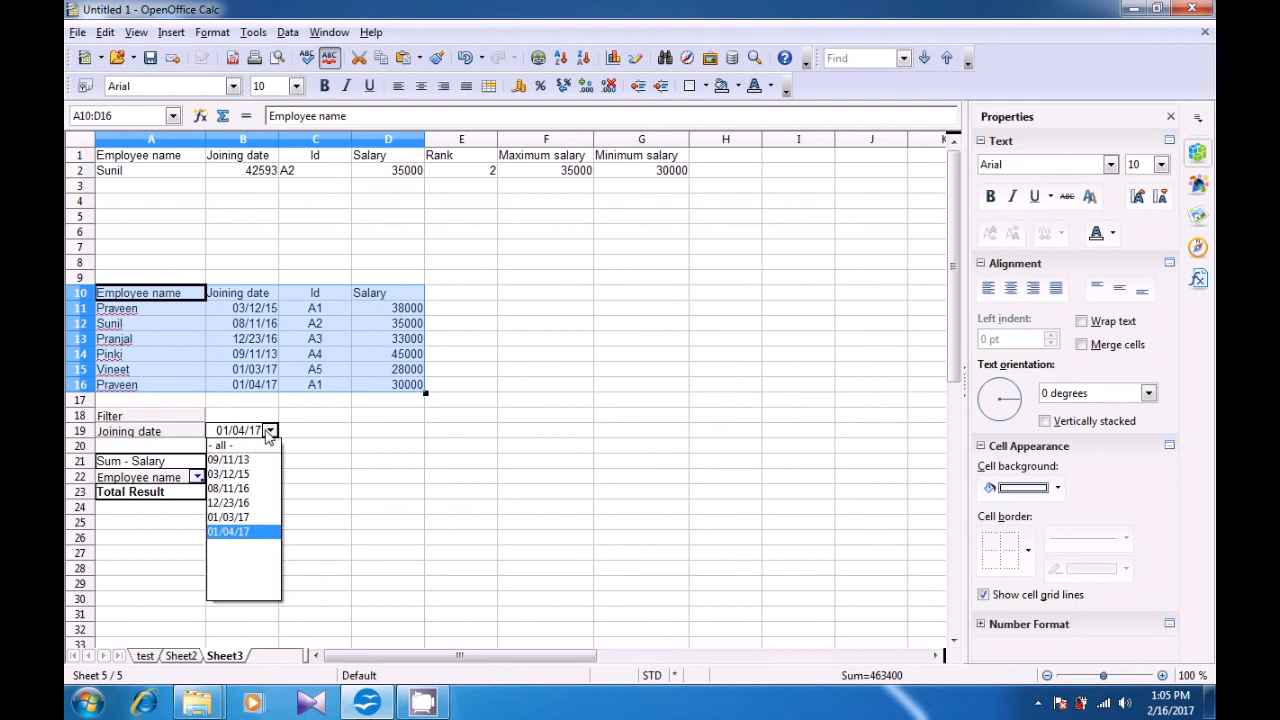 Untitled 1 - OpenOffice Calc
File Edit View Insert Format Tools Data Window Help
Find
Arial 10
A10:D16 Employee name
A B C D E F G H I J K
1 Employee name Joining date Id Salary Rank Maximum salary Minimum salary
2 Sunil 42593 A2 35000 2 35000 30000
3
4
5
6
7
8
9
10 Employee name Joining date Id Salary
11 Praveen 03/12/15 A1 38000
12 Sunil 08/11/16 A2 35000
13 Pranjal 12/23/16 A3 33000
14 Pinki 09/11/13 A4 45000
15 Vineet 01/03/17 A5 28000
16 Praveen 01/04/17 A1 30000
17
18 Filter
19 Joining date 01/04/17
20 - all -
21 Sum - Salary 09/11/13
03/12/15
22 Employee name
08/11/16
23 Total Result
24 12/23/16
25 01/03/17
26 01/04/17
27
28
29
30
31
32
33
test Sheet2 Sheet3
Sheet 5 / 5 Default STD * Sum=463400 100 %
Properties
Text
Arial 10
B I U ABC
Alignment
Left indent:
0 pt
Wrap text
Merge cells
Text orientation:
0 degrees
Vertically stacked
Cell Appearance
Cell background:
Cell border:
Show cell grid lines
Number Format
1:05 PM
2/16/2017